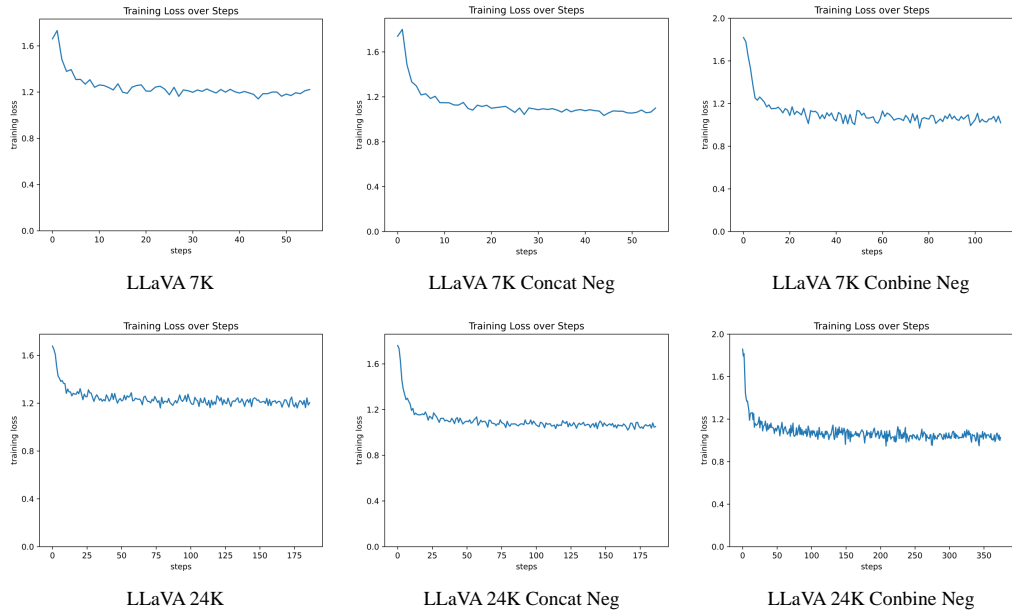 Training Loss over Steps
training loss
1.6
1.2
0.8
0.4
0.0
0 10 20 30 40 50
steps
LLaVA 7K
Training Loss over Steps
training loss
1.6
1.2
0.8
0.4
0.0
0 10 20 30 40 50
steps
LLaVA 7K Concat Neg
Training Loss over Steps
training loss
2.0
1.6
1.2
0.8
0.4
0.0
0 20 40 60 80 100
steps
LLaVA 7K Conbine Neg
Training Loss over Steps
training loss
1.6
1.2
0.8
0.4
0.0
0 25 50 75 100 125 150 175
steps
LLaVA 24K
Training Loss over Steps
training loss
1.6
1.2
0.8
0.4
0.0
0 25 50 75 100 125 150 175
steps
LLaVA 24K Concat Neg
Training Loss over Steps
training loss
2.0
1.6
1.2
0.8
0.4
0.0
0 50 100 150 200 250 300 350
steps
LLaVA 24K Conbine Neg